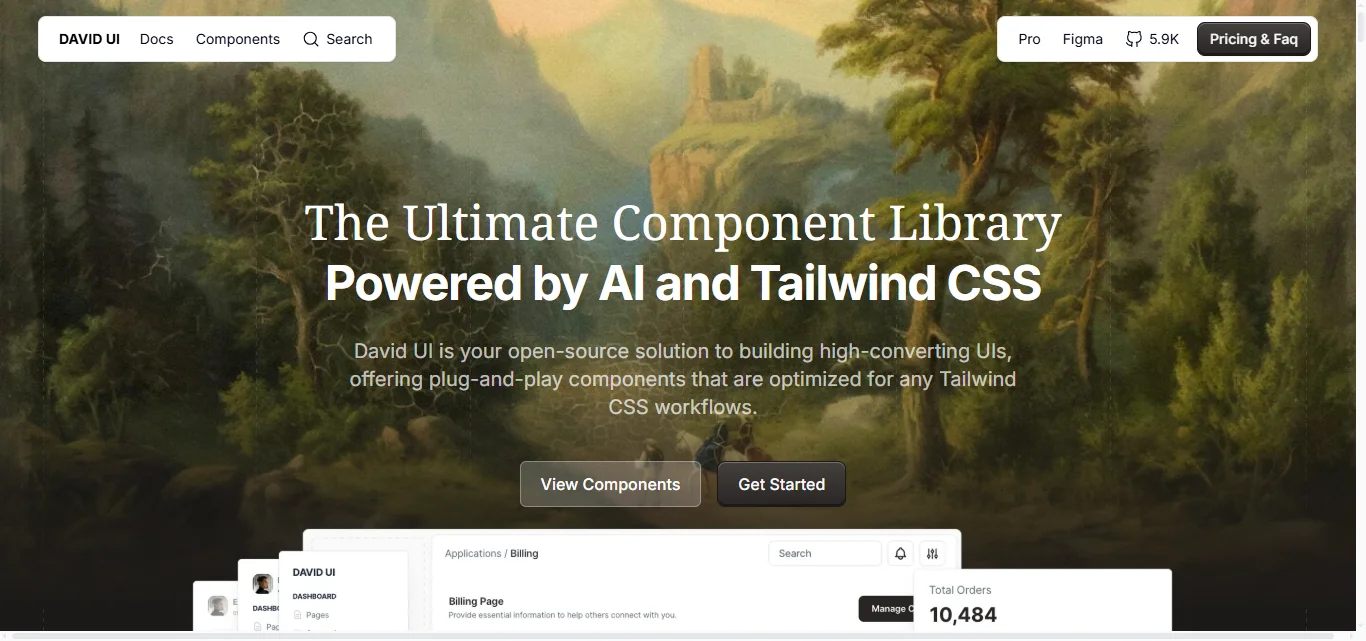 DAVID UI Docs Components Search
Pro Figma 5.9K Pricing & Faq
The Ultimate Component Library
Powered by AI and Tailwind CSS
David UI is your open-source solution to building high-converting UIs,
offering plug-and-play components that are optimized for any Tailwind
CSS workflows.
View Components Get Started
Applications / Billing Search
DAVID UI
DASHBOARD
Pages
Billing Page
Provide essential information to help others connect with you.
Manage
Total Orders
10,484